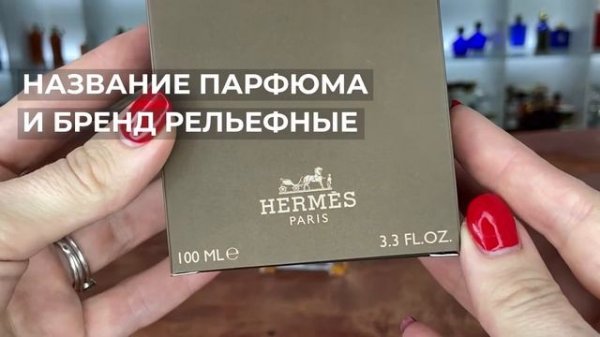 НАЗВАНИЕ ПАРФЮМА
И БРЕНД РЕЛЬЕФНЫЕ
HERMÈS
PARIS
100 ML℮
3.3 FL.OZ.